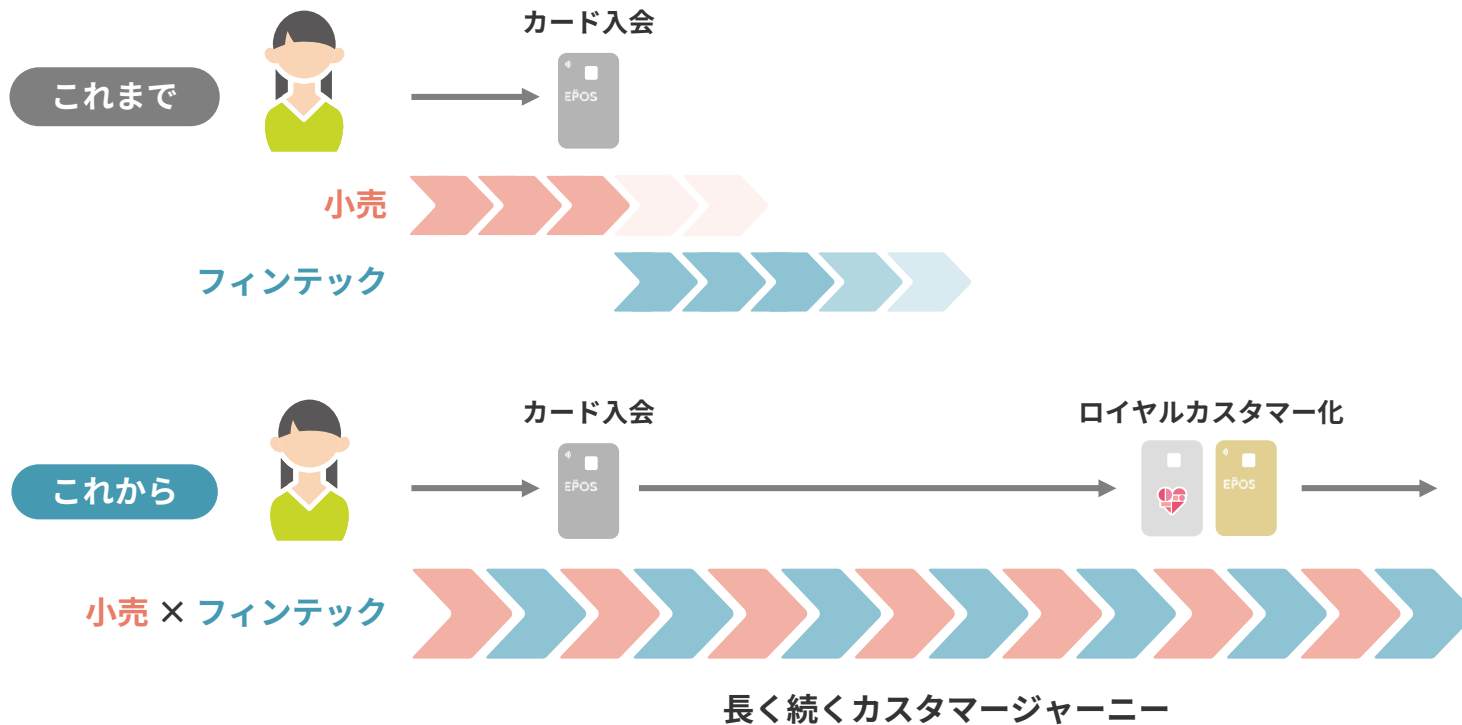 カード入会
これまで
EPOS
小売
フィンテック
カード入会
ロイヤルカスタマー化
これから
EPOS
EPOS
小売 × フィンテック
長く続くカスタマージャーニー